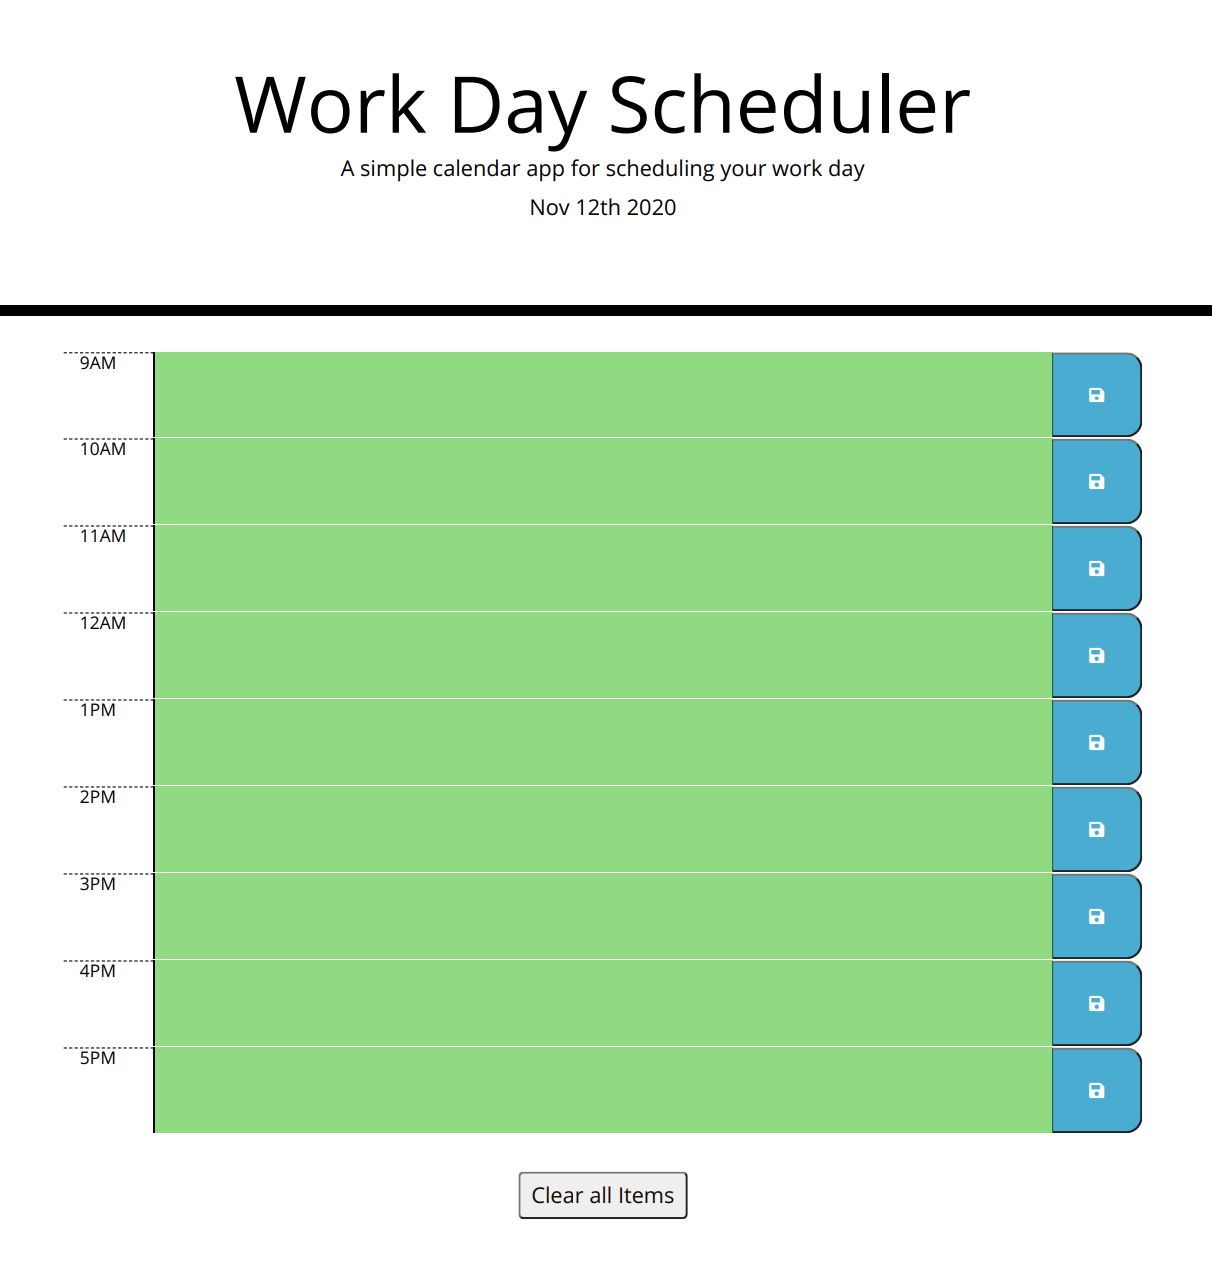 Work Day Scheduler
A simple calendar app for scheduling your work day
Nov 12th 2020
9AM
10AM
11AM
12AM
1PM
2PM
3PM
4PM
5PM
Clear all Items